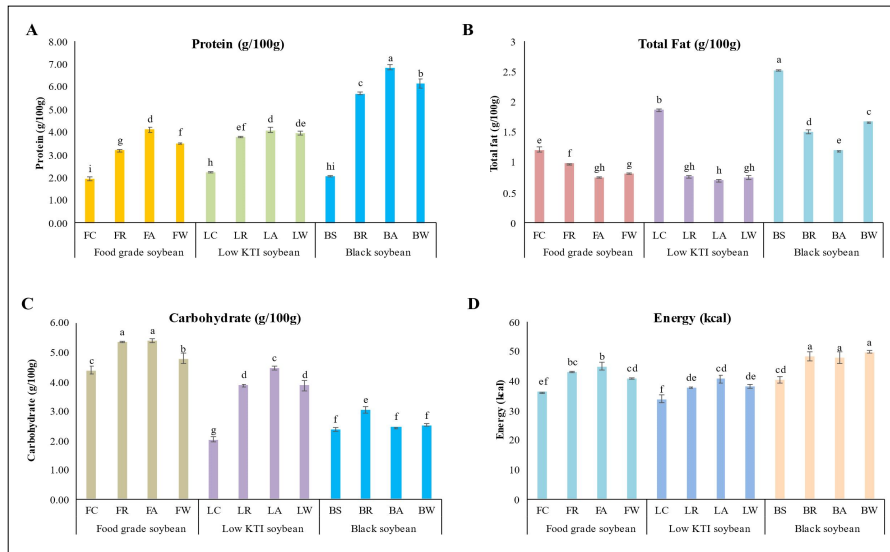 A
Protein (g/100g)
8.00
7.00
6.00
5.00
4.00
3.00
2.00
1.00
0.00
Protein (g/100g)
i g d f h ef d de hi c a b
FC FR FA FW LC LR LA LW BS BR BA BW
Food grade soybean Low KTI soybean Black soybean
B
Total Fat (g/100g)
3
2.5
2
1.5
1
0.5
0
Total fat (g/100g)
e f gh g b gh h gh a d e c
FC FR FA FW LC LR LA LW BS BR BA BW
Food grade soybean Low KTI soybean Black soybean
C
Carbohydrate (g/100g)
6.00
5.00
4.00
3.00
2.00
1.00
0.00
Carbohydrate (g/100g)
c a a b g d c d f e f f
FC FR FA FW LC LR LA LW BS BR BA BW
Food grade soybean Low KTI soybean Black soybean
D
Energy (kcal)
60
50
40
30
20
10
0
Energy (kcal)
ef bc b cd f de cd de cd a a a
FC FR FA FW LC LR LA LW BS BR BA BW
Food grade soybean Low KTI soybean Black soybean